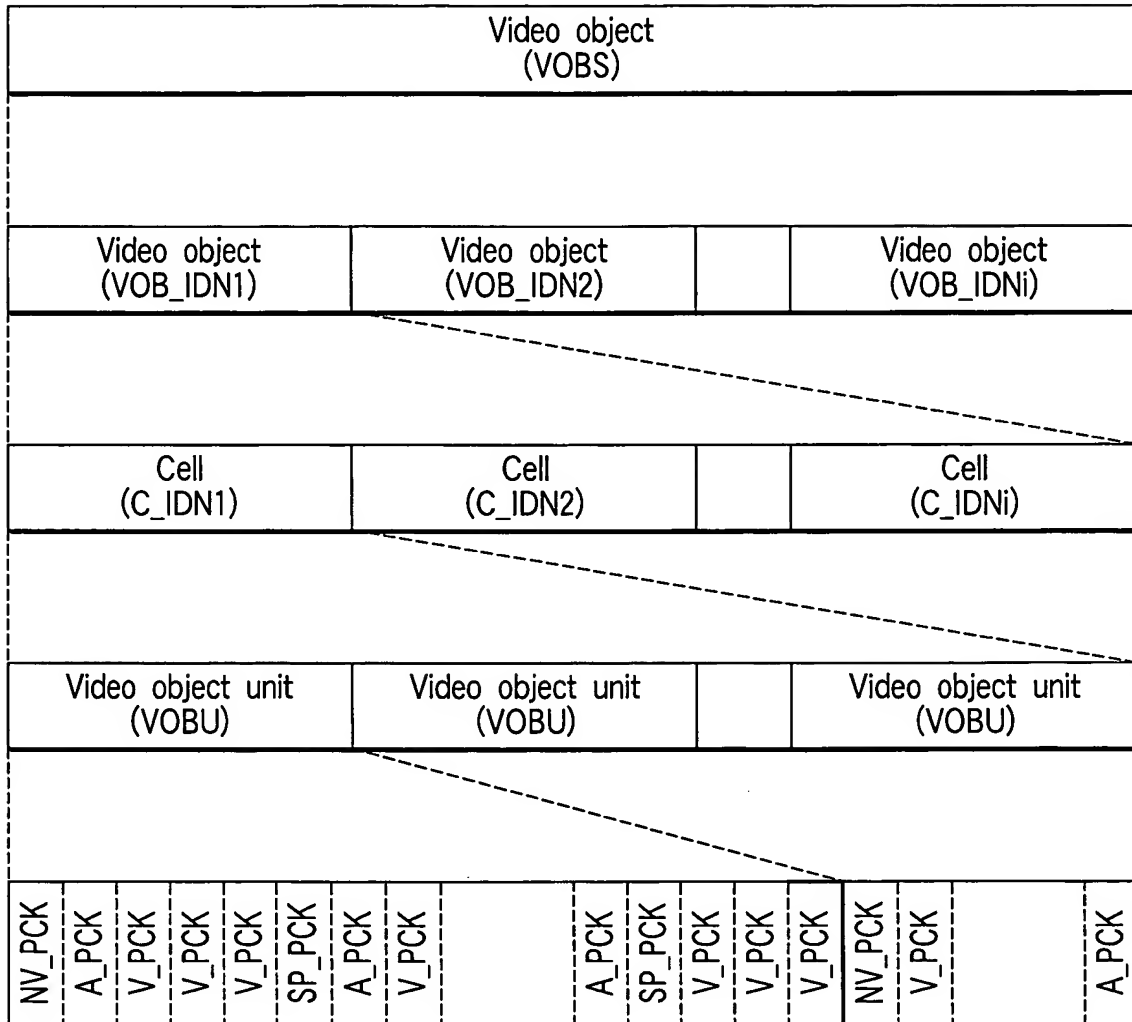 Video object
(VOBS)
Video object
(VOB_IDN1)
Video object
(VOB_IDN2)
Video object
(VOB_IDNi)
Cell
(C_IDN1)
Cell
(C_IDN2)
Cell
(C_IDNi)
Video object unit
(VOBU)
Video object unit
(VOBU)
Video object unit
(VOBU)
NV_PCK
A_PCK
V_PCK
V_PCK
V_PCK
SP_PCK
A_PCK
V_PCK
A_PCK
SP_PCK
V_PCK
V_PCK
V_PCK
NV_PCK
V_PCK
A_PCK